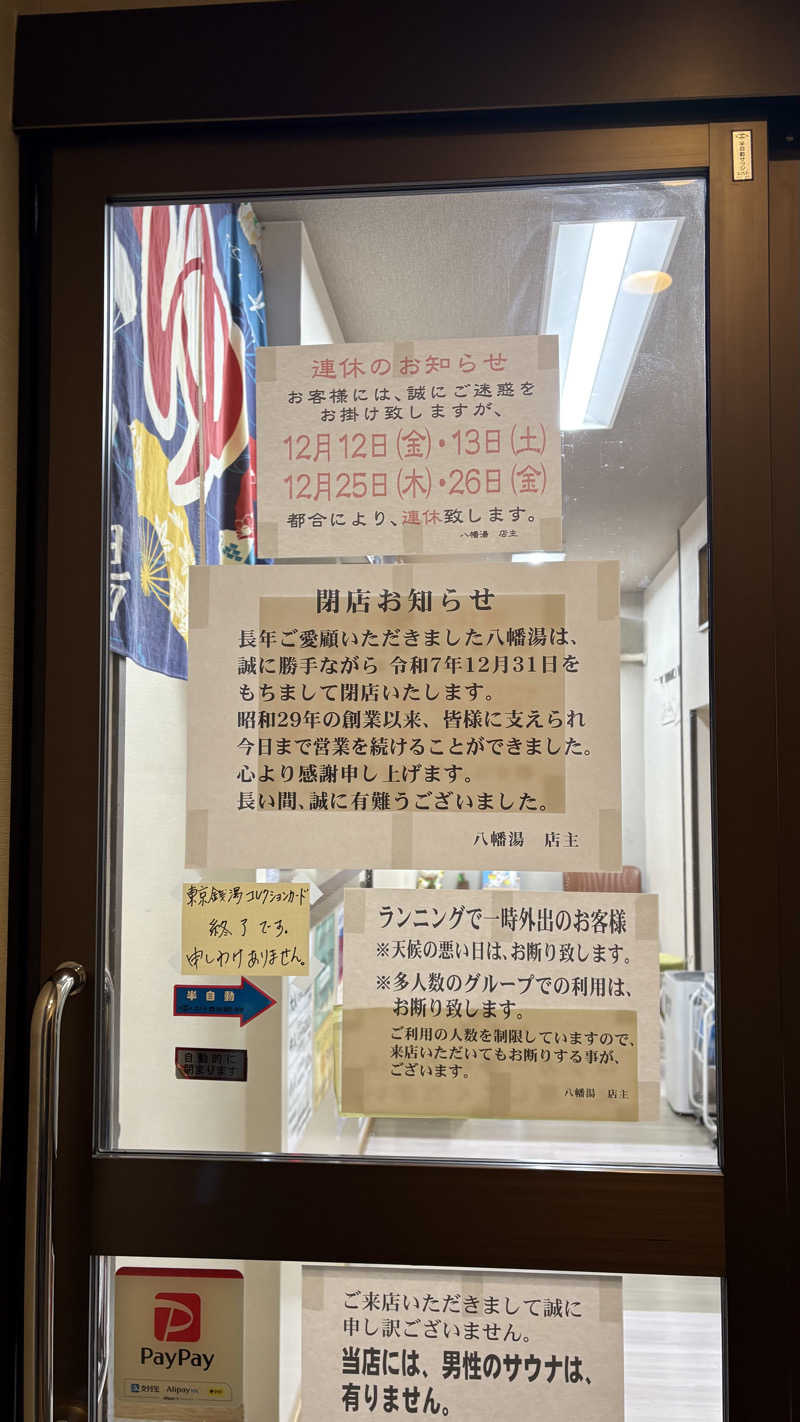 ゆ
連休のお知らせ
お客様には、誠にご迷惑を
お掛け致しますが、
12月12日(金)・13日(土)
12月25日(木)・26日(金)
都合により、連休致します。
八幡湯 店主
閉店お知らせ
長年ご愛顧いただきました八幡湯は、
誠に勝手ながら 令和7年12月31日を
もちまして閉店いたします。
昭和29年の創業以来、皆様に支えられ
今日まで営業を続けることができました。
心より感謝申し上げます。
長い間、誠に有難うございました。
八幡湯 店主
東京銭湯コレクションカード
終了です。
申しわけありません。
半自動
自動的に
閉まります
ランニングで一時外出のお客様
※天候の悪い日は、お断り致します。
※多人数のグループでの利用は、
お断り致します。
ご利用の人数を制限していますので、
来店いただいてもお断りする事が、
ございます。
八幡湯 店主
PayPay
支付宝 Alipay
ご来店いただきまして誠に
申し訳ございません。
当店には、男性のサウナは、
有りません。